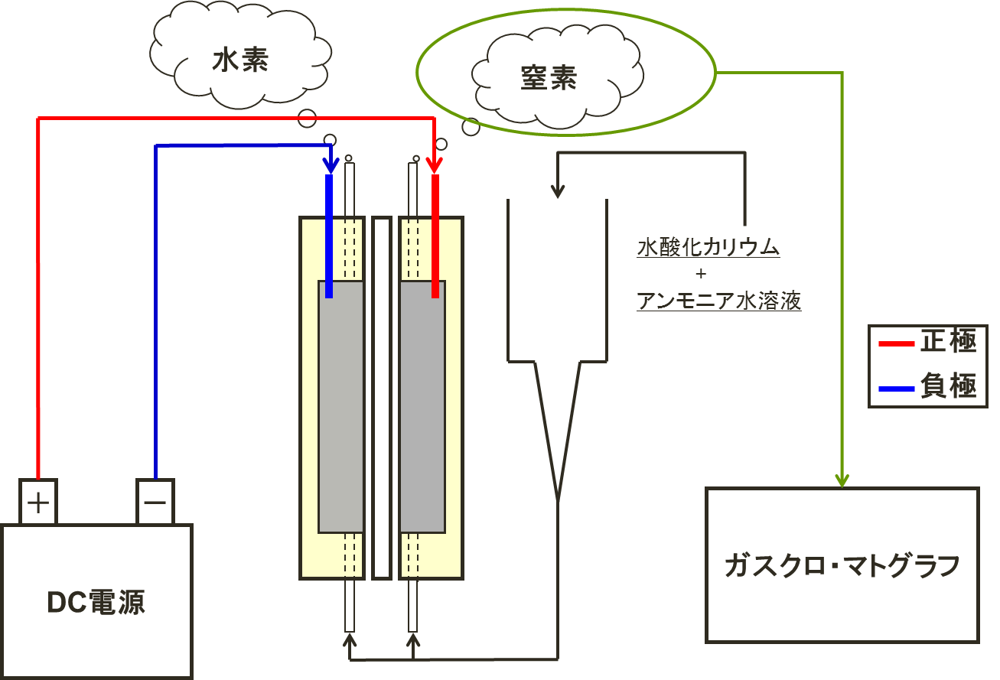 水素
窒素
水酸化カリウム
+
アンモニア水溶液
正極
負極
+
−
DC電源
ガスクロ・マトグラフ